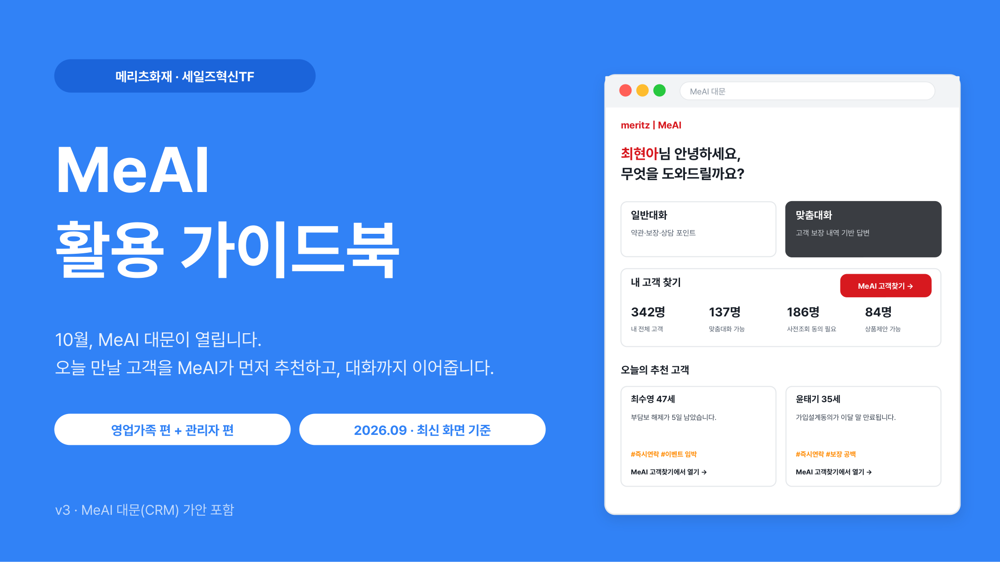 메리츠화재 · 세일즈혁신TF
MeAI
활용 가이드북
10월, MeAI 대문이 열립니다.
오늘 만날 고객을 MeAI가 먼저 추천하고, 대화까지 이어줍니다.
영업가족 편 + 관리자 편
2026.09 · 최신 화면 기준
v3 · MeAI 대문(CRM) 가안 포함
MeAI 대문
meritz | MeAI
최현아님 안녕하세요,
무엇을 도와드릴까요?
일반대화
약관·보장·상담 포인트
맞춤대화
고객 보장 내역 기반 답변
내 고객 찾기
MeAI 고객찾기 →
342명
내 전체 고객
137명
맞춤대화 가능
186명
사전조회 동의 필요
84명
상품제안 가능
오늘의 추천 고객
최수영 47세
부담보 해제가 5일 남았습니다.
#즉시연락 #이벤트 임박
MeAI 고객찾기에서 열기 →
윤태기 35세
가입설계동의가 이달 말 만료됩니다.
#즉시연락 #보장 공백
MeAI 고객찾기에서 열기 →